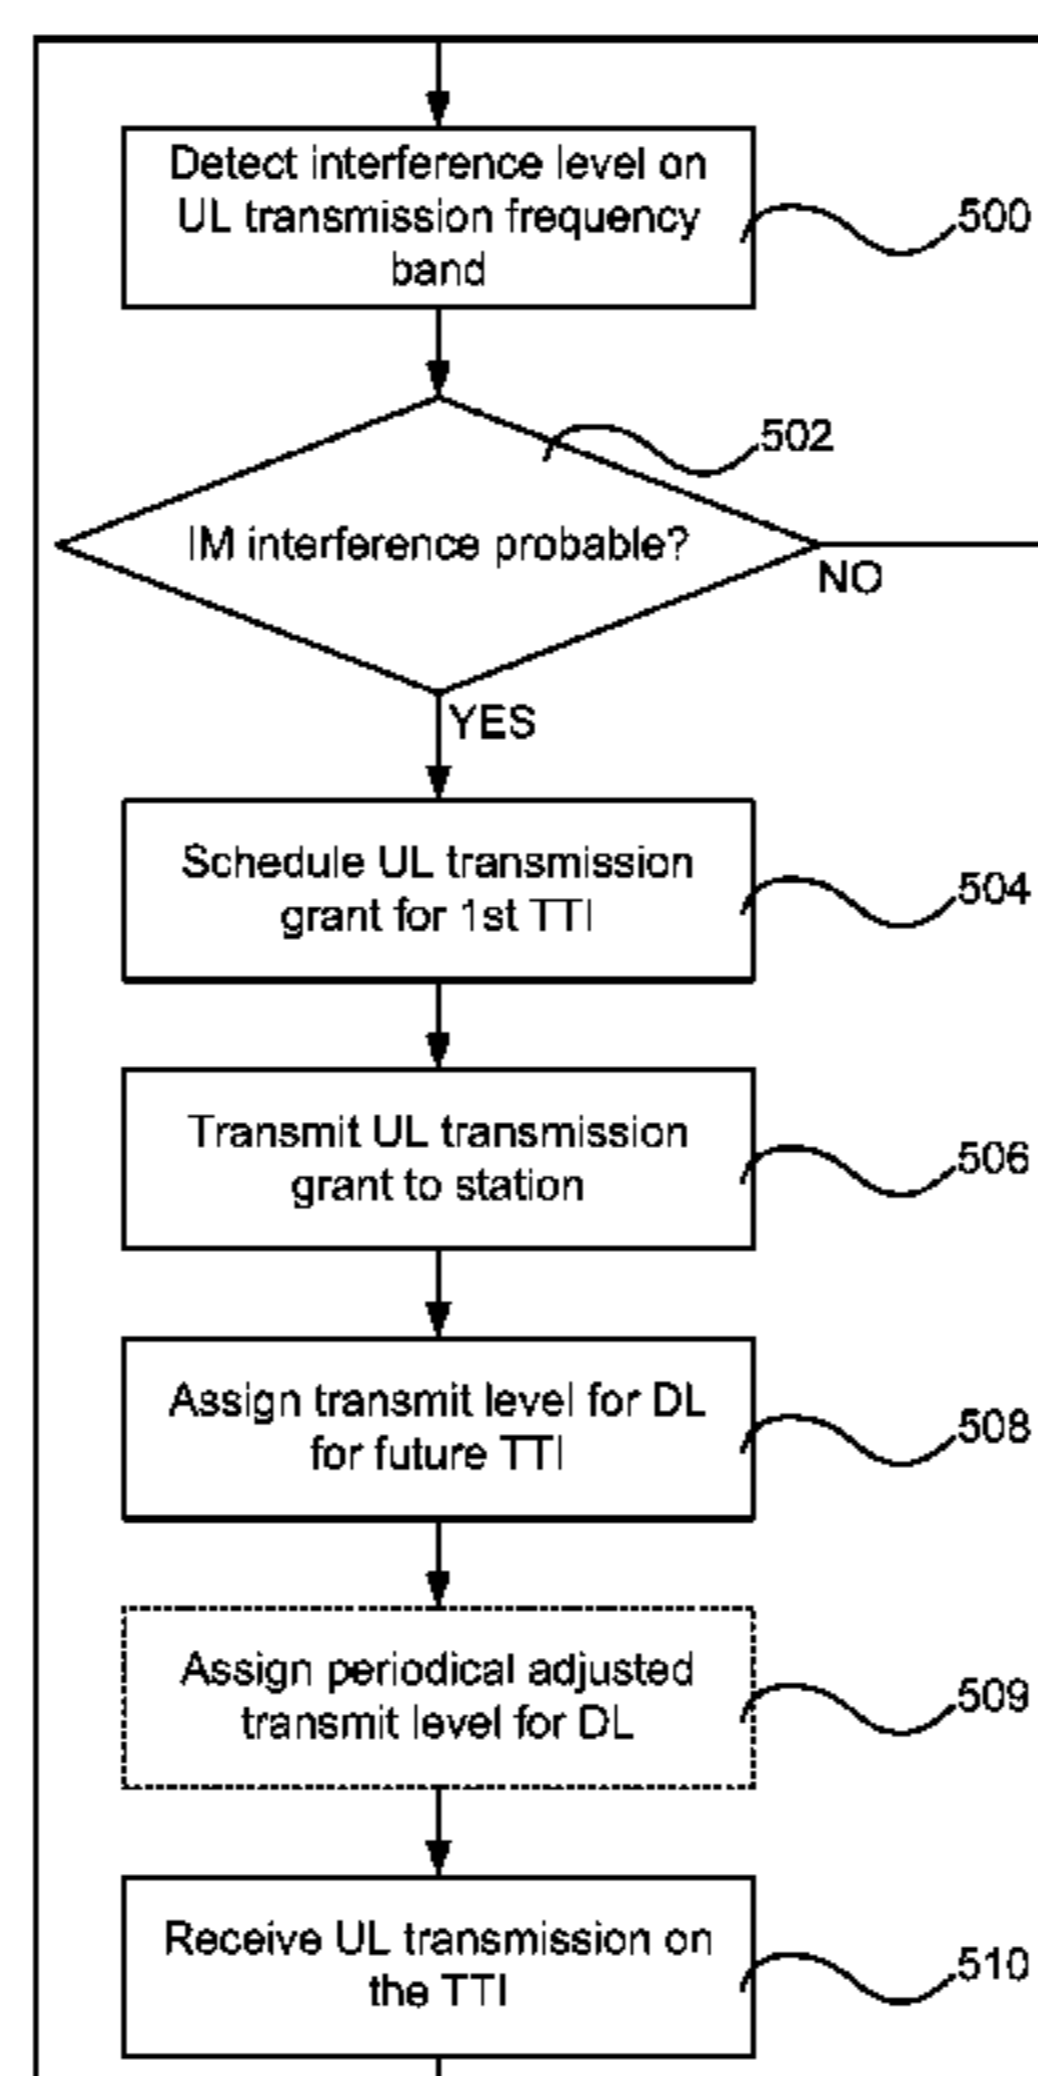 Detect interference level on
UL transmission frequency
band
500
502
IM interference probable?
NO
YES
Schedule UL transmission
grant for 1st TTI
504
Transmit UL transmission
grant to station
506
Assign transmit level for DL
for future TTI
508
Assign periodical adjusted
transmit level for DL
509
Receive UL transmission on
the TTI
510